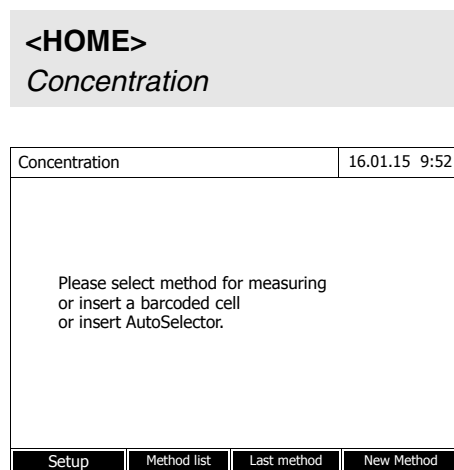 <HOME>
Concentration
Concentration 16.01.15 9:52
Please select method for measuring
or insert a barcoded cell
or insert AutoSelector.
Setup Method list Last method New Method